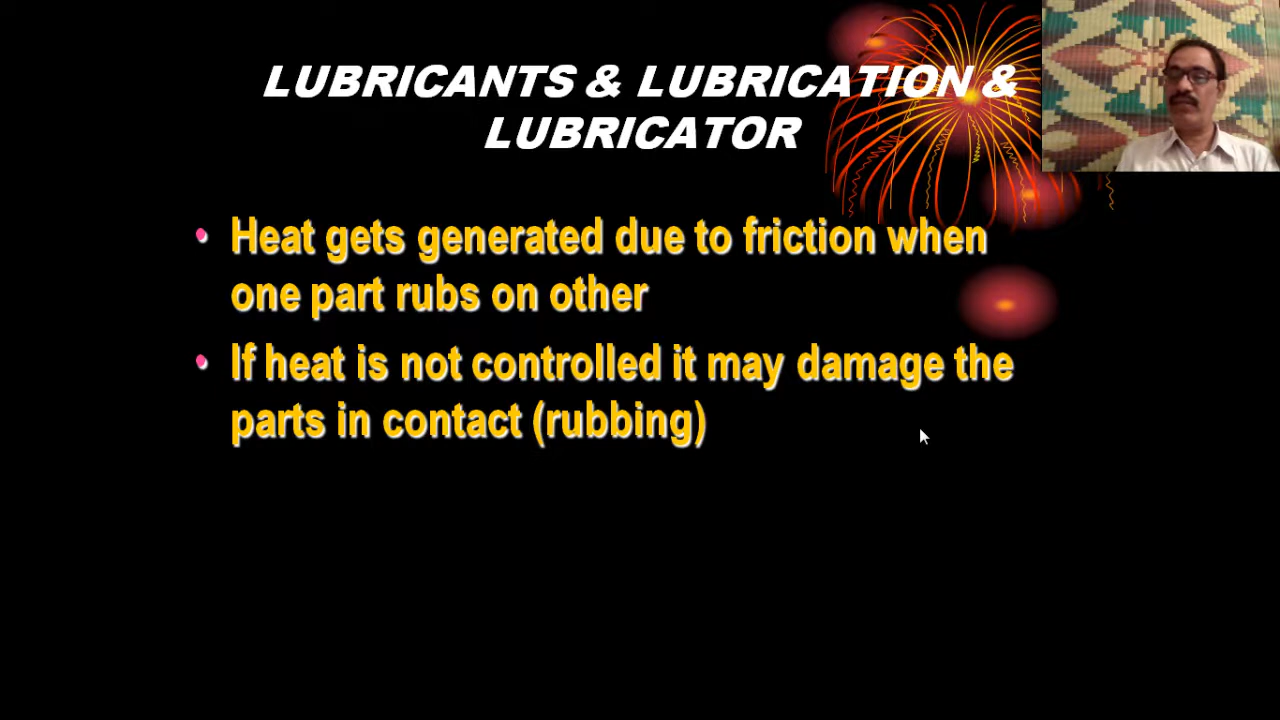 LUBRICANTS & LUBRICATION &
LUBRICATOR
• Heat gets generated due to friction when
one part rubs on other
• If heat is not controlled it may damage the
parts in contact (rubbing)